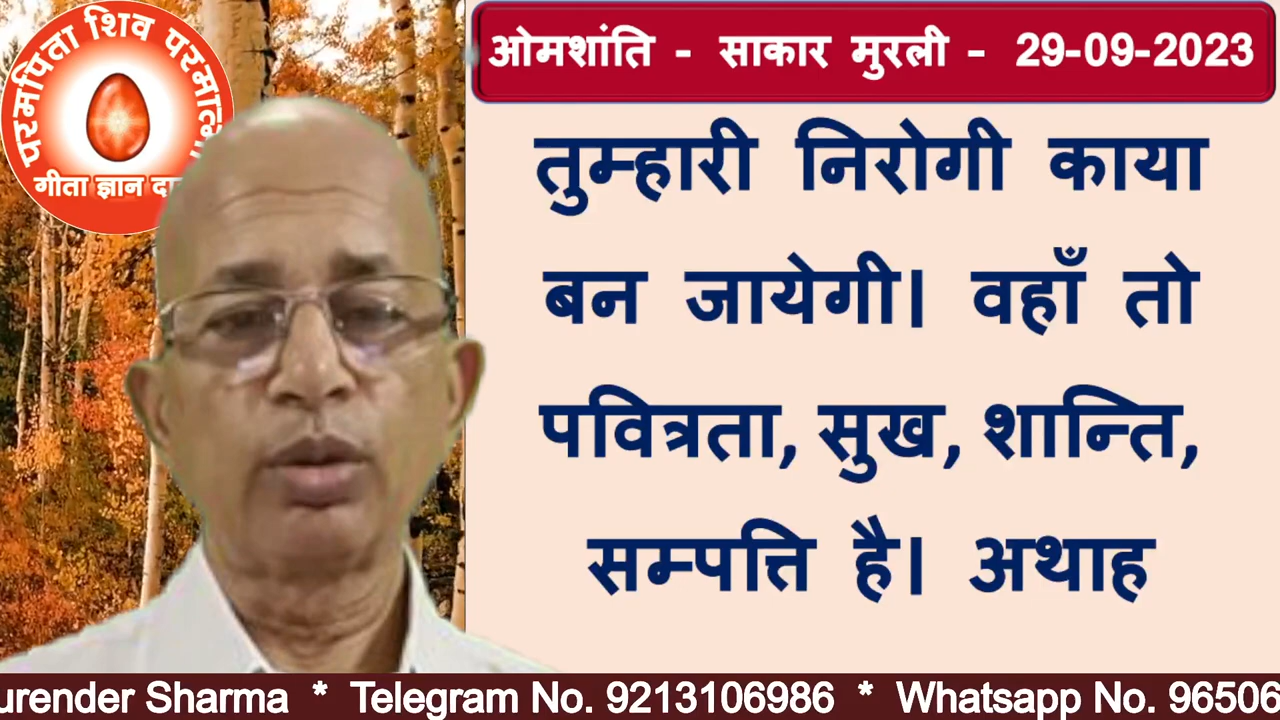 परमपिता शिव परमात्मा
गीता ज्ञान
ओमशांति - साकार मुरली - 29-09-2023
तुम्हारी निरोगी काया
बन जायेगी। वहाँ तो
पवित्रता, सुख, शान्ति,
सम्पत्ति है। अथाह
urender Sharma * Telegram No. 9213106986 * Whatsapp No. 96506